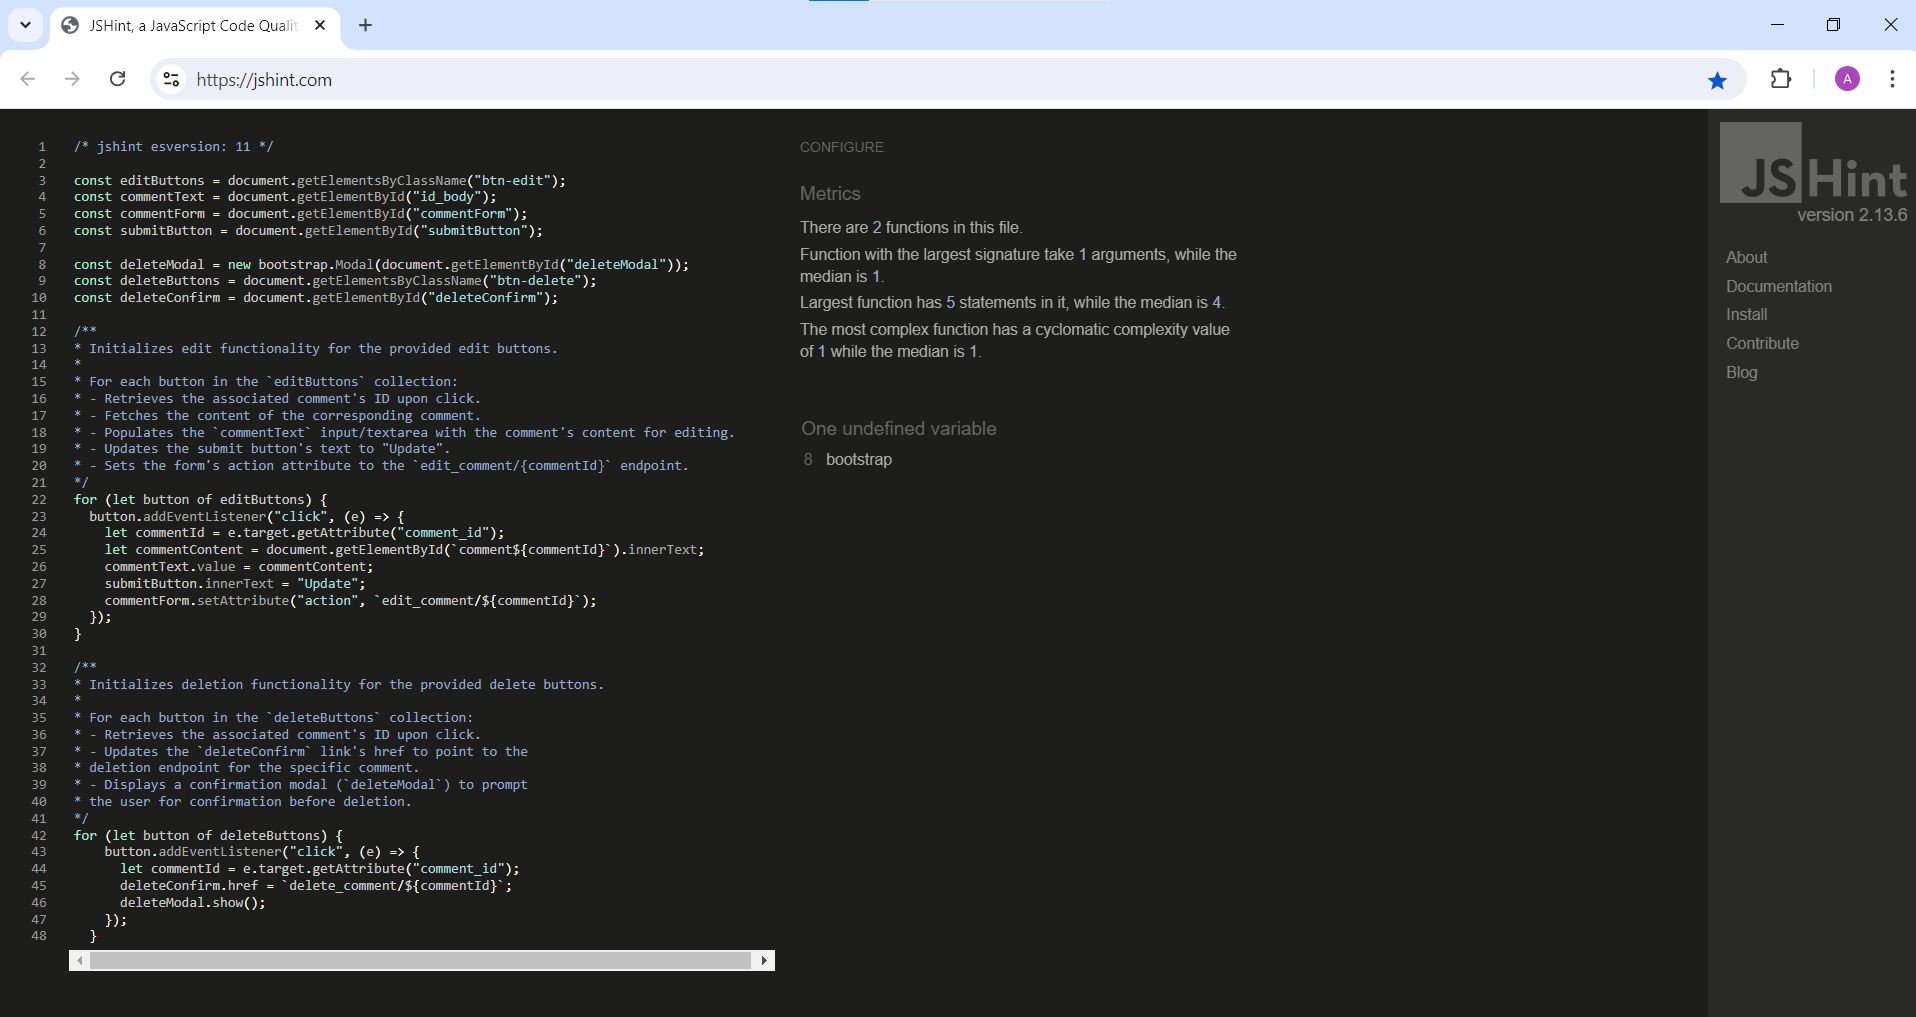 JSHint, a JavaScript Code Qualit
https://jshint.com
A
1 /* jshint esversion: 11 */
2
3 const editButtons = document.getElementsByClassName("btn-edit");
4 const commentText = document.getElementById("id_body");
5 const commentForm = document.getElementById("commentForm");
6 const submitButton = document.getElementById("submitButton");
7
8 const deleteModal = new bootstrap.Modal(document.getElementById("deleteModal"));
9 const deleteButtons = document.getElementsByClassName("btn-delete");
10 const deleteConfirm = document.getElementById("deleteConfirm");
11
12 /**
13 * Initializes edit functionality for the provided edit buttons.
14 *
15 * For each button in the `editButtons` collection:
16 * - Retrieves the associated comment's ID upon click.
17 * - Fetches the content of the corresponding comment.
18 * - Populates the `commentText` input/textarea with the comment's content for editing.
19 * - Updates the submit button's text to "Update".
20 * - Sets the form's action attribute to the `edit_comment/{commentId}` endpoint.
21 */
22 for (let button of editButtons) {
23 button.addEventListener("click", (e) => {
24 let commentId = e.target.getAttribute("comment_id");
25 let commentContent = document.getElementById(`comment${commentId}`).innerText;
26 commentText.value = commentContent;
27 submitButton.innerText = "Update";
28 commentForm.setAttribute("action", `edit_comment/${commentId}`);
29 });
30 }
31
32 /**
33 * Initializes deletion functionality for the provided delete buttons.
34 *
35 * For each button in the `deleteButtons` collection:
36 * - Retrieves the associated comment's ID upon click.
37 * - Updates the `deleteConfirm` link's href to point to the
38 * deletion endpoint for the specific comment.
39 * - Displays a confirmation modal (`deleteModal`) to prompt
40 * the user for confirmation before deletion.
41 */
42 for (let button of deleteButtons) {
43 button.addEventListener("click", (e) => {
44 let commentId = e.target.getAttribute("comment_id");
45 deleteConfirm.href = `delete_comment/${commentId}`;
46 deleteModal.show();
47 });
48 }
CONFIGURE
Metrics
There are 2 functions in this file.
Function with the largest signature take 1 arguments, while the
median is 1.
Largest function has 5 statements in it, while the median is 4.
The most complex function has a cyclomatic complexity value
of 1 while the median is 1.
One undefined variable
8 bootstrap
JSHint
version 2.13.6
About
Documentation
Install
Contribute
Blog